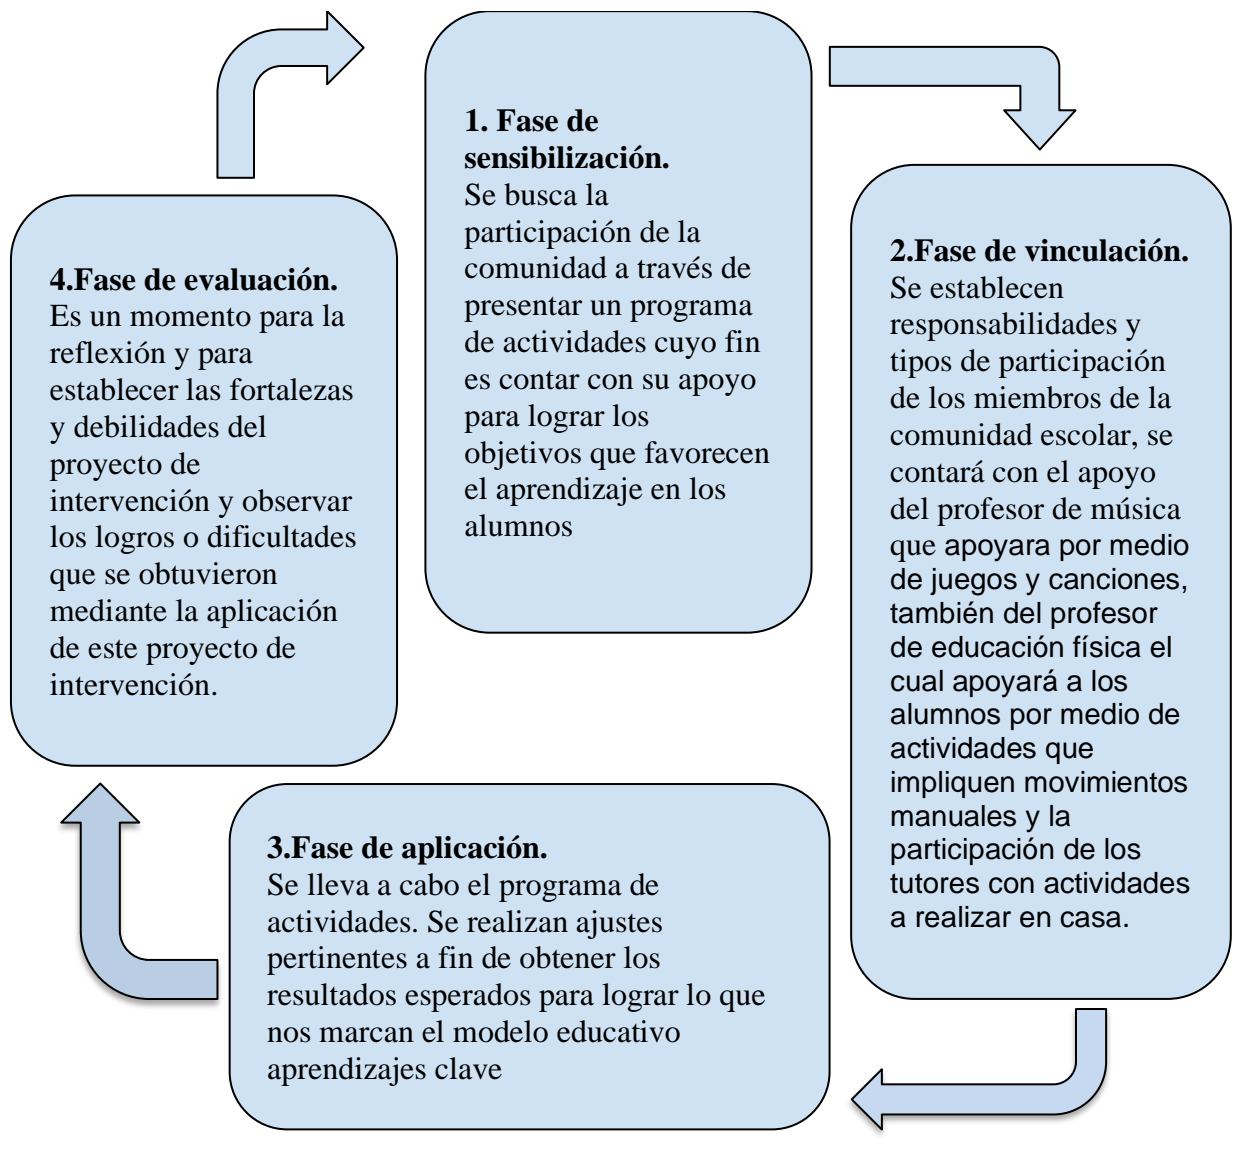 1. Fase de
sensibilización.
Se busca la
participación de la
comunidad a través de
presentar un programa
de actividades cuyo fin
es contar con su apoyo
para lograr los
objetivos que favorecen
el aprendizaje en los
alumnos
2.Fase de vinculación.
Se establecen
responsabilidades y
tipos de participación
de los miembros de la
comunidad escolar, se
contará con el apoyo
del profesor de música
que apoyara por medio
de juegos y canciones,
también del profesor
de educación física el
cual apoyará a los
alumnos por medio de
actividades que
impliquen movimientos
manuales y la
participación de los
tutores con actividades
a realizar en casa.
3.Fase de aplicación.
Se lleva a cabo el programa de
actividades. Se realizan ajustes
pertinentes a fin de obtener los
resultados esperados para lograr lo que
nos marcan el modelo educativo
aprendizajes clave
4.Fase de evaluación.
Es un momento para la
reflexión y para
establecer las fortalezas
y debilidades del
proyecto de
intervención y observar
los logros o dificultades
que se obtuvieron
mediante la aplicación
de este proyecto de
intervención.